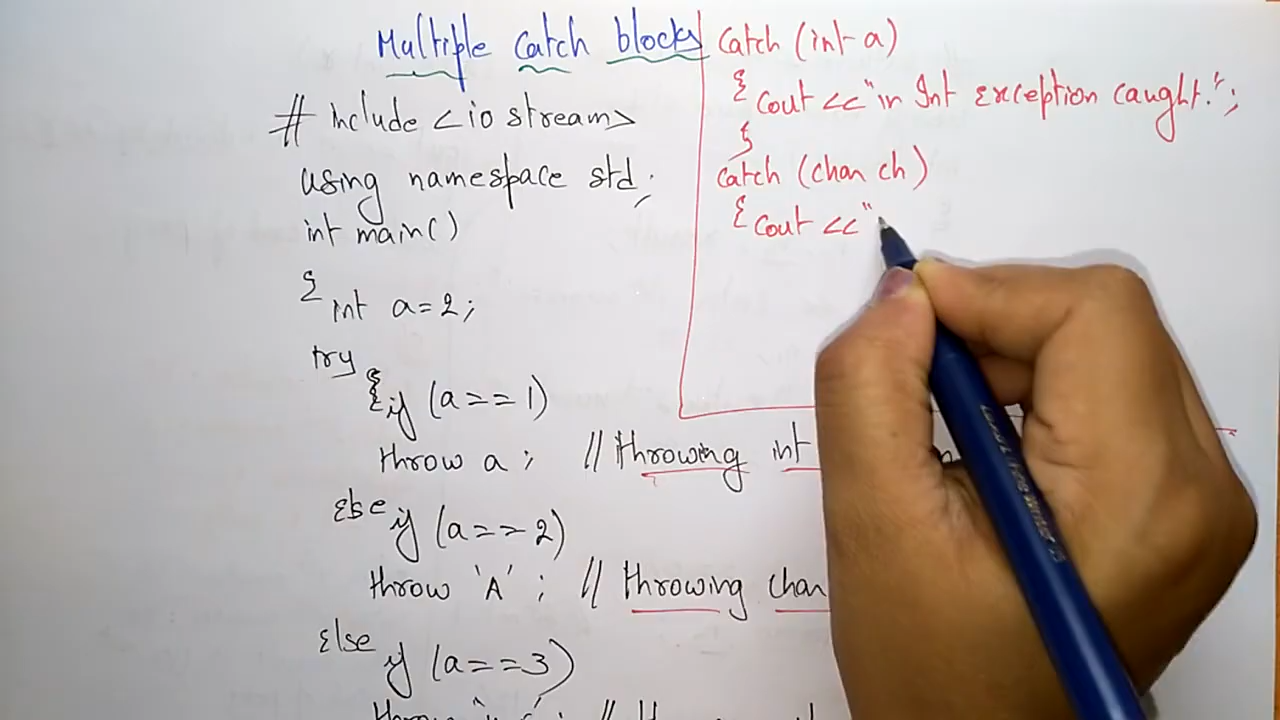 Multiple Catch blocks
# Include <iostream>
using namespace std;
int main()
{
int a=2;
try
{ if (a==1)
throw a; // throwing int
Else if (a==2)
throw 'A'; // throwing char
Else
if (a==3)
throw
catch (int a)
{ cout <<"in Int Exception caught.";
}
catch (char ch)
{ cout <<"